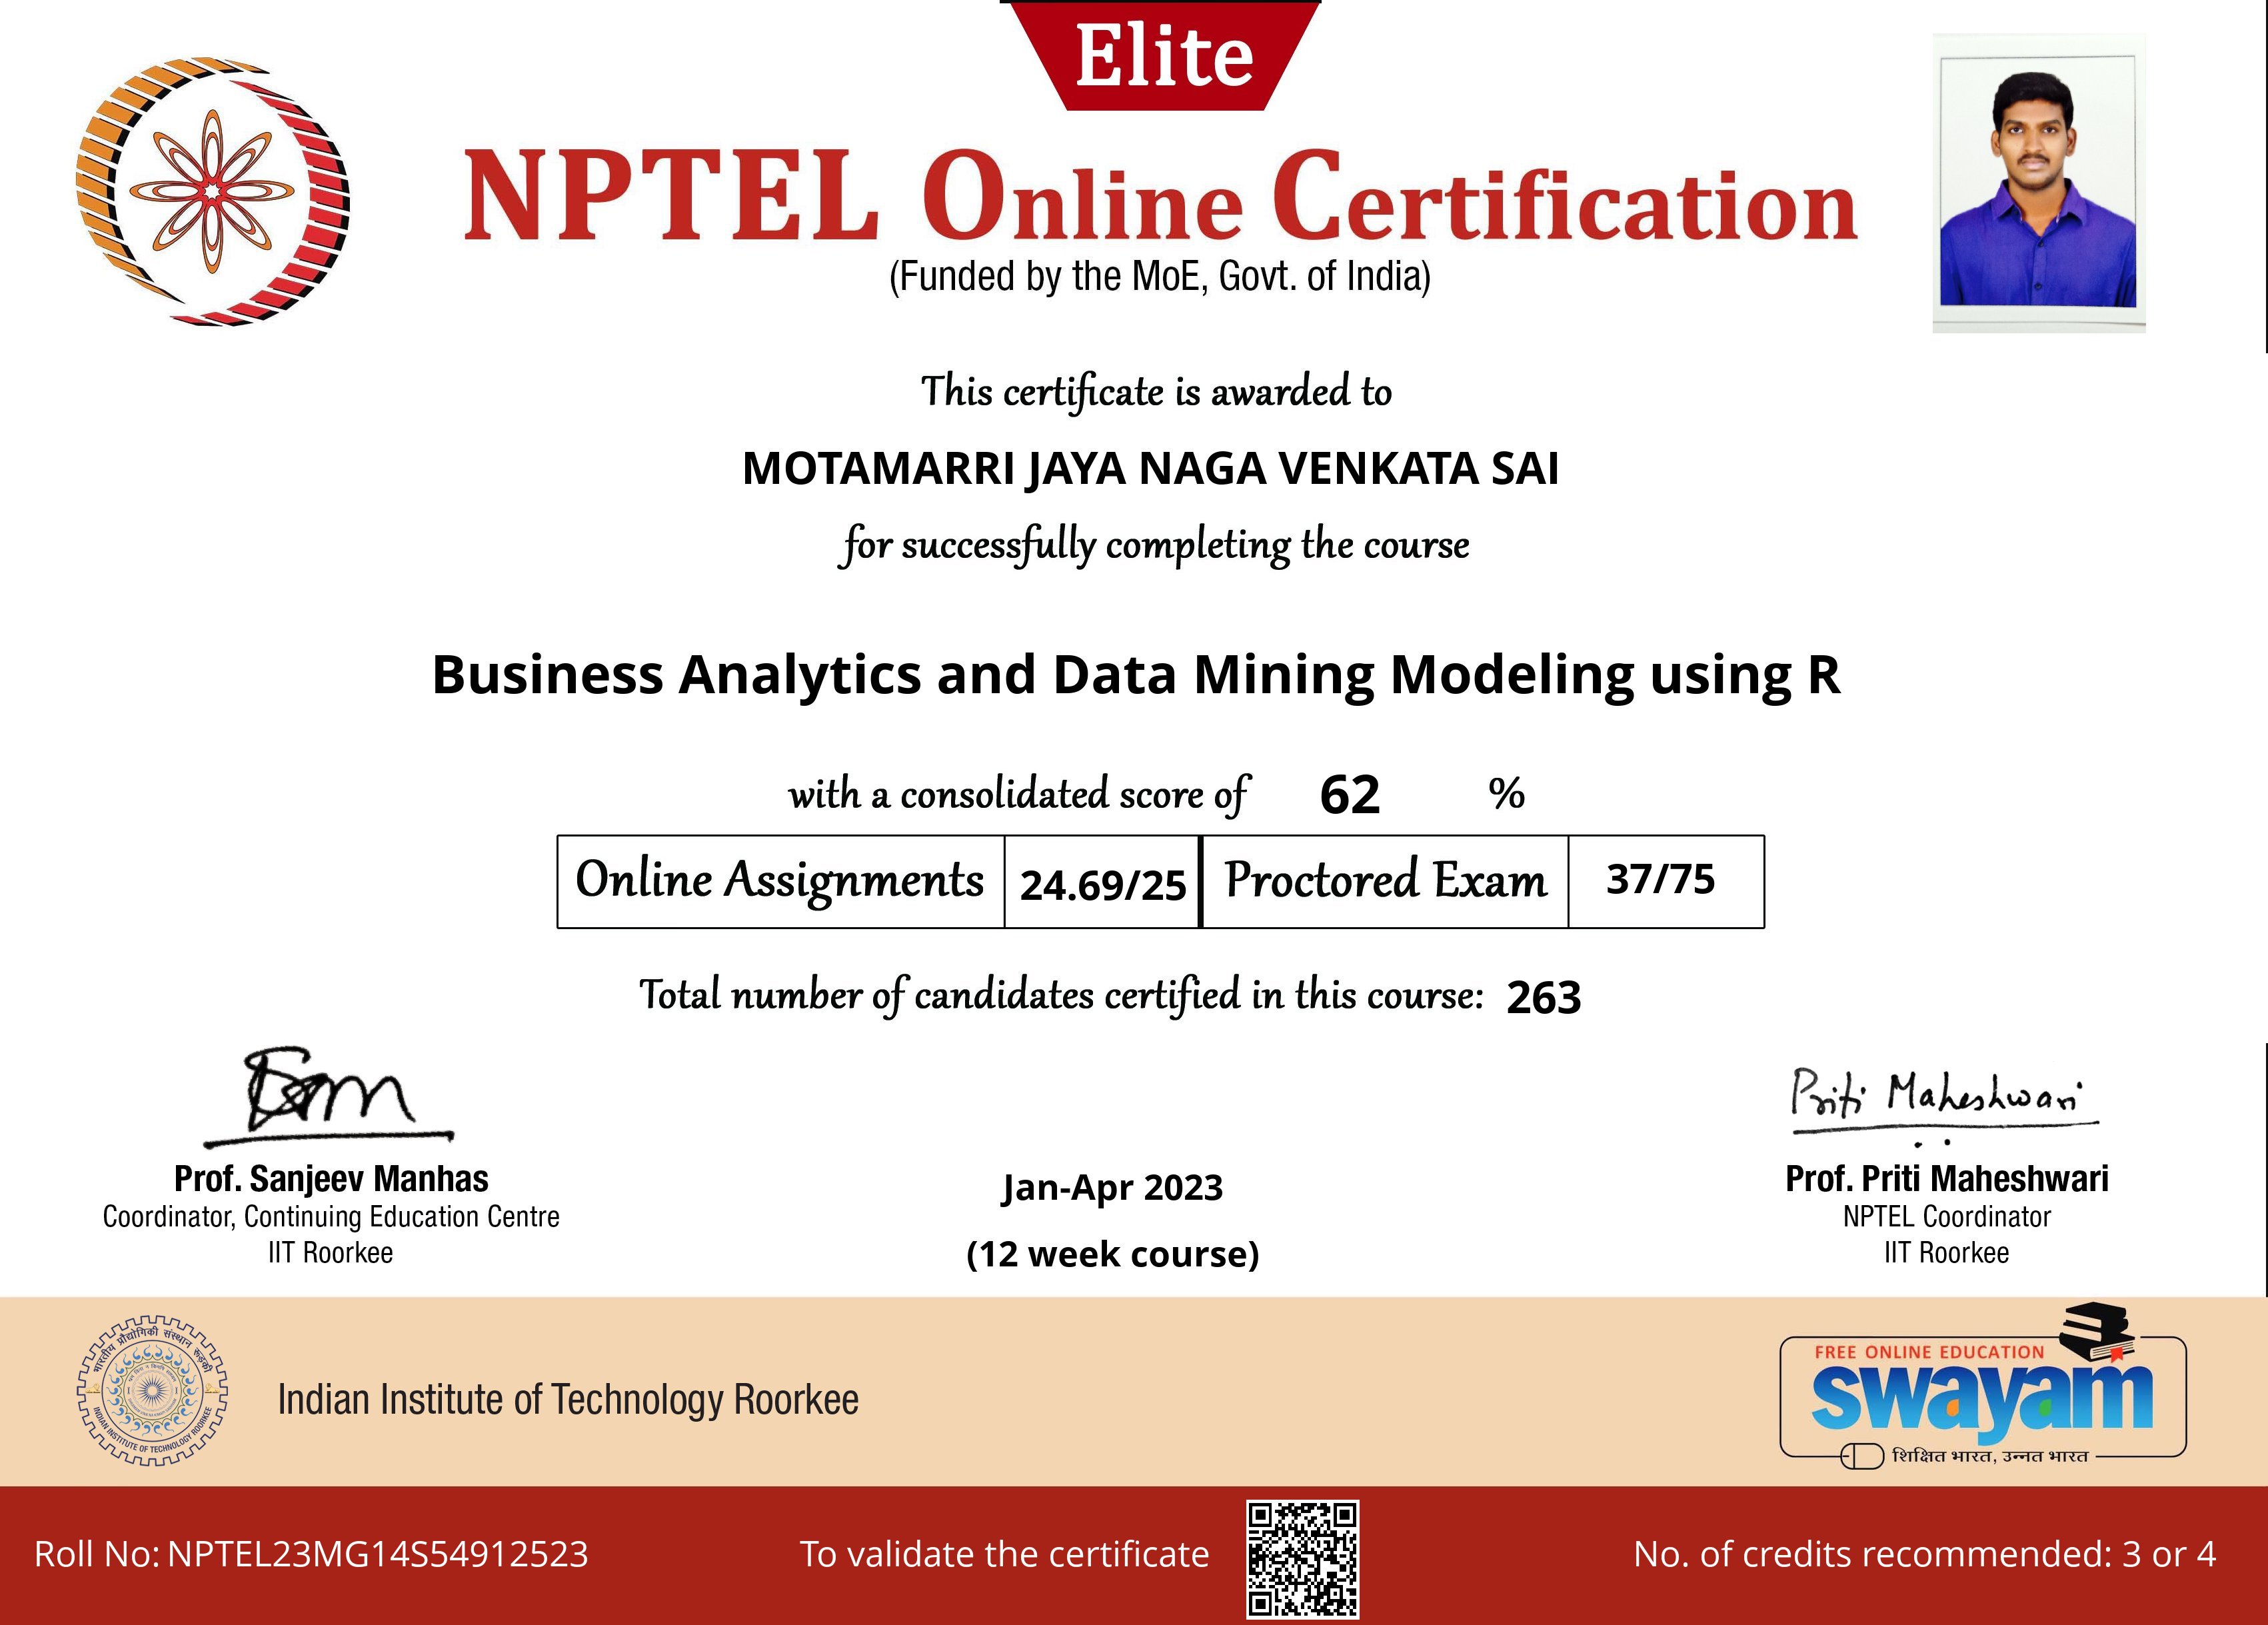 Elite
NPTEL Online Certification
(Funded by the MoE, Govt. of India)
This certificate is awarded to
MOTAMARRI JAYA NAGA VENKATA SAI
for successfully completing the course
Business Analytics and Data Mining Modeling using R
with a consolidated score of 62 %
Online Assignments 24.69/25 Proctored Exam 37/75
Total number of candidates certified in this course: 263
Priti Maheshwari
Prof. Sanjeev Manhas
Coordinator, Continuing Education Centre
IIT Roorkee
Jan-Apr 2023
(12 week course)
Prof. Priti Maheshwari
NPTEL Coordinator
IIT Roorkee
भारतीय प्रौद्योगिकी संस्थान रूड़की
INDIAN INSTITUTE OF TECHNOLOGY ROORKEE
Indian Institute of Technology Roorkee
FREE ONLINE EDUCATION
swayam
शिक्षित भारत, उन्नत भारत
Roll No: NPTEL23MG14S54912523
To validate the certificate
No. of credits recommended: 3 or 4